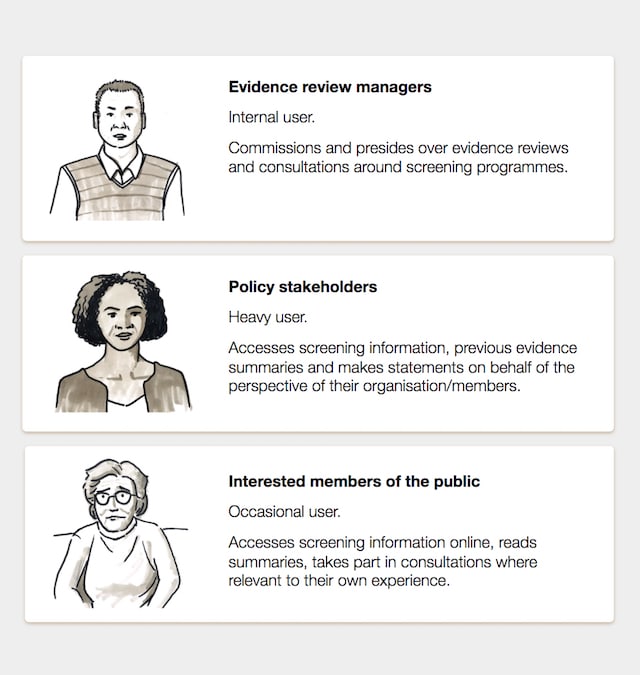 Evidence review managers
Internal user.
Commissions and presides over evidence reviews
and consultations around screening programmes.
Policy stakeholders
Heavy user.
Accesses screening information, previous evidence
summaries and makes statements on behalf of the
perspective of their organisation/members.
Interested members of the public
Occasional user.
Accesses screening information online, reads
summaries, takes part in consultations where
relevant to their own experience.